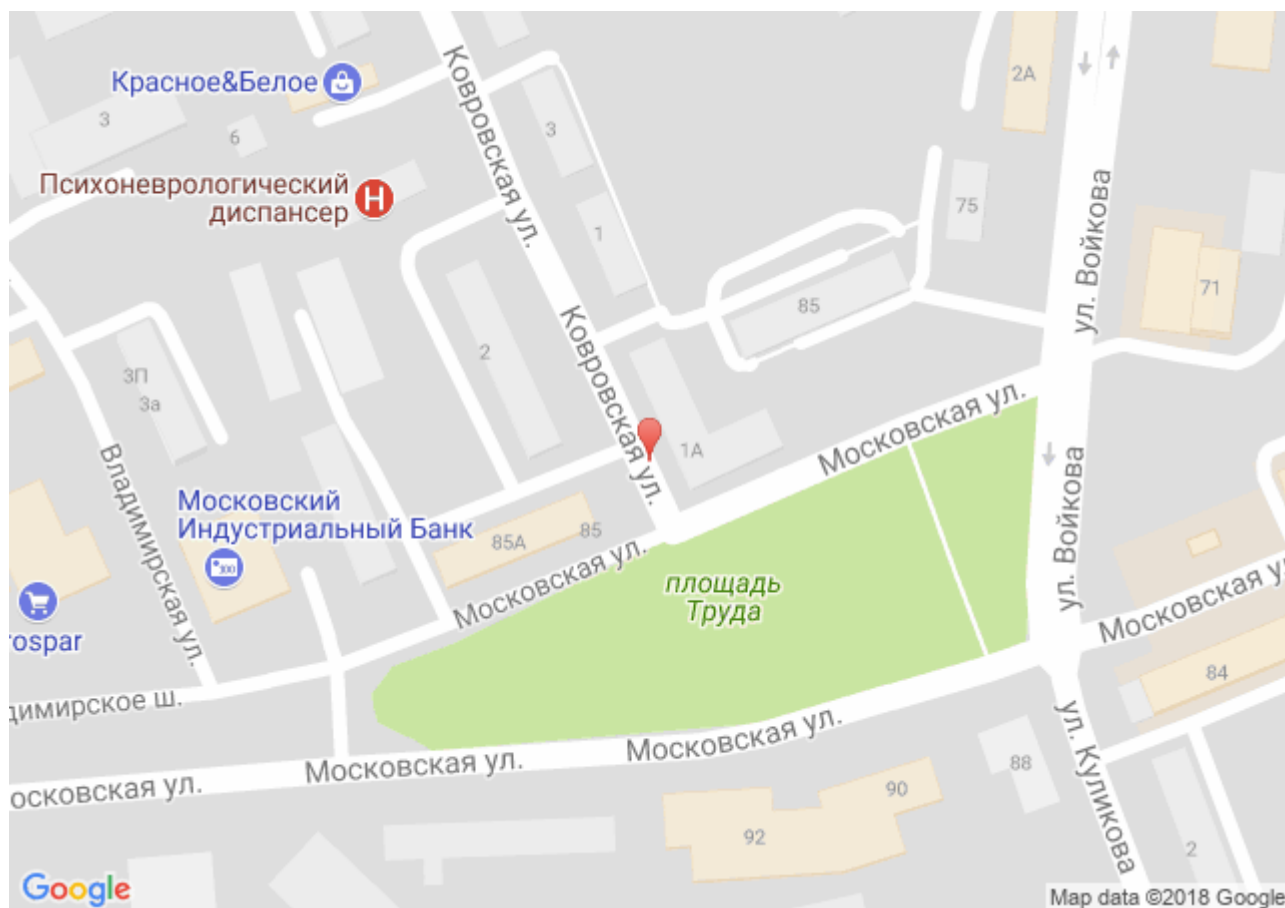 2А
Красное&Белое
Ковровская ул.
3
3
6
Психоневрологический
диспансер
75
1
ул. Войкова
71
85
2
Ковровская ул.
3П
3а
Московская ул.
1А
Владимирская ул.
Московский
Индустриальный Банк
85А
85
Московская ул.
ул. Войкова
площадь
Труда
rospar
Московская ул
84
димирское ш.
ул. Куликова
Московская ул.
Московская ул.
осковская ул.
88
90
92
2
Google
Map data ©2018 Google